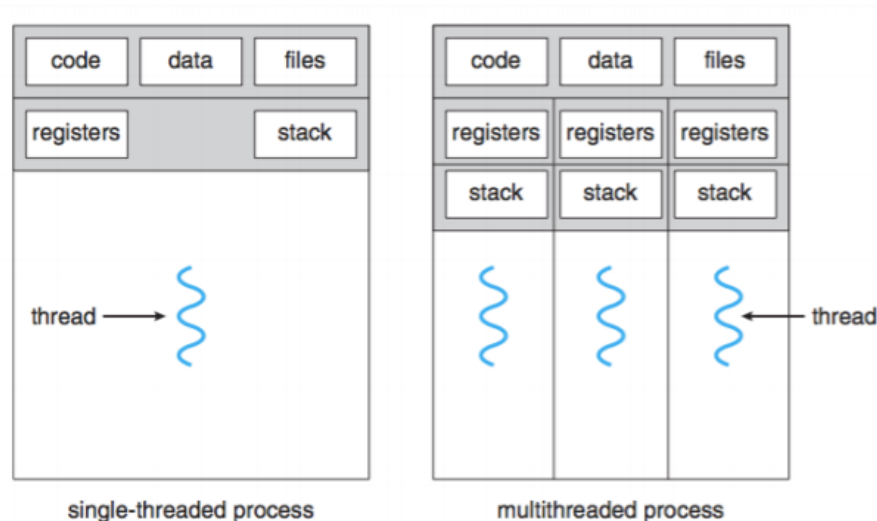 code data files code data files
registers stack registers registers registers
stack stack stack
thread thread
single-threaded process multithreaded process